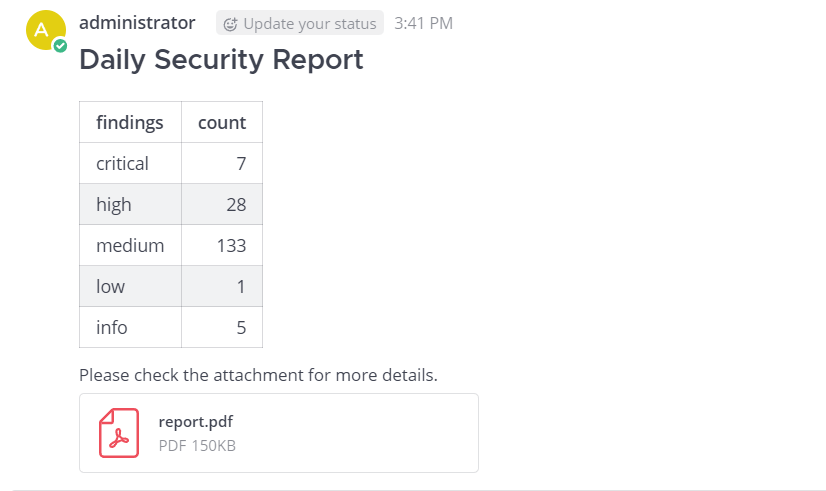 A administrator Update your status 3:41 PM
Daily Security Report
findings count
critical 7
high 28
medium 133
low 1
info 5
Please check the attachment for more details.
report.pdf
PDF 150KB